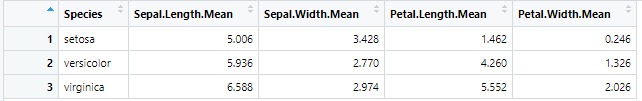 Species Sepal.Length.Mean Sepal.Width.Mean Petal.Length.Mean Petal.Width.Mean
1 setosa 5.006 3.428 1.462 0.246
2 versicolor 5.936 2.770 4.260 1.326
3 virginica 6.588 2.974 5.552 2.026